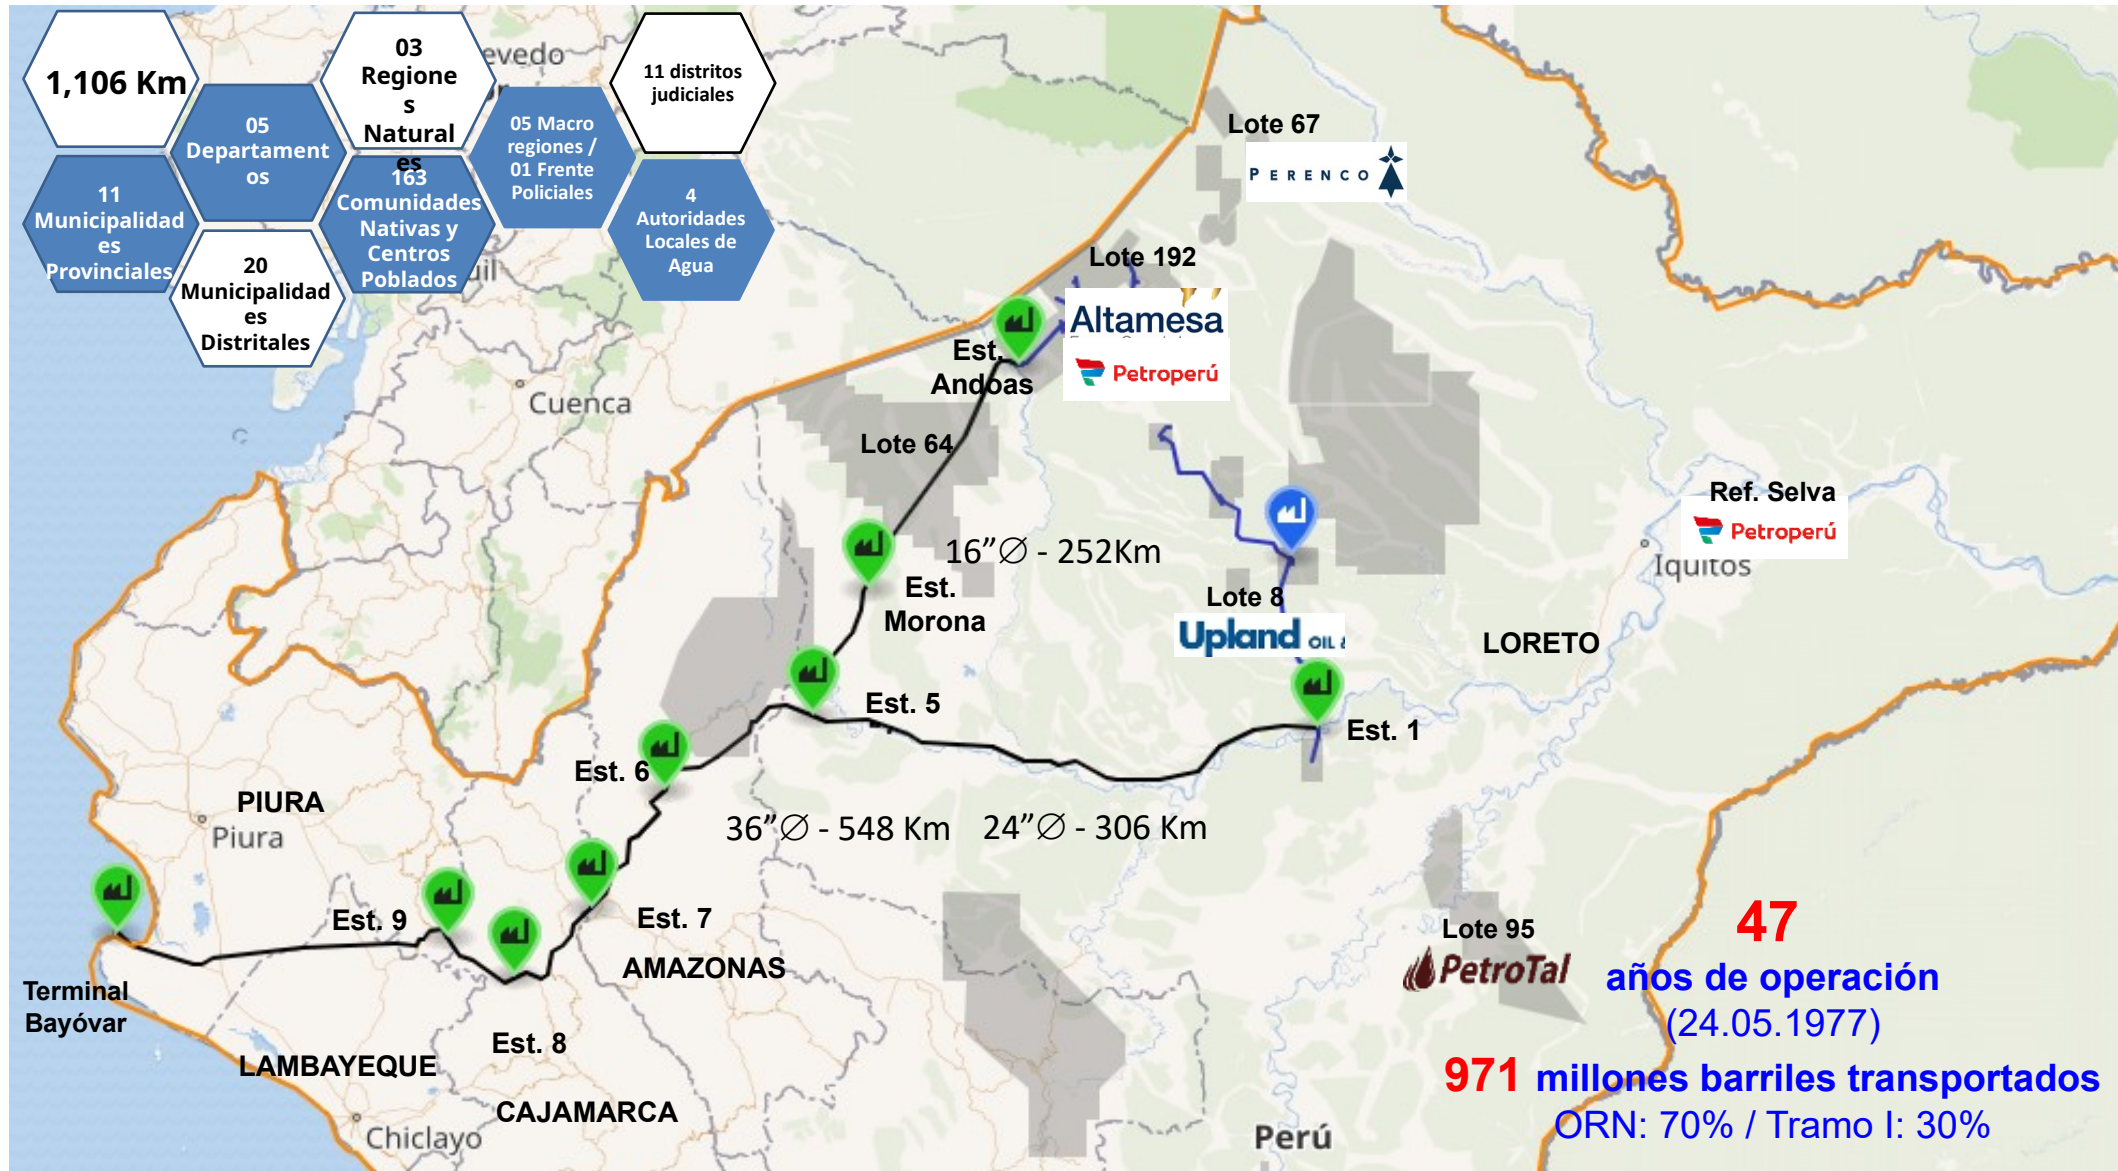 1,106 Km
05
Departament
os
03
Regione
s
Natural
es
05 Macro
regiones /
01 Frente
Policiales
11 distritos
judiciales
11
Municipalidad
es
Provinciales
20
Municipalidad
es
Distritales
163
Comunidades
Nativas y
Centros
Poblados
4
Autoridades
Locales de
Agua
evedo
uil
Cuenca
Lote 67
PERENCO
Lote 192
Altamesa
Petroperú
Est.
Andoas
Lote 64
16”∅ - 252Km
Est.
Morona
Lote 8
Upland OIL &
Ref. Selva
Petroperú
Iquitos
LORETO
Est. 5
Est. 1
Est. 6
PIURA
Piura
36”∅ - 548 Km
24”∅ - 306 Km
Est. 9
Est. 7
AMAZONAS
Terminal
Bayóvar
Est. 8
LAMBAYEQUE
CAJAMARCA
Chiclayo
Lote 95
PetroTal
47
años de operación
(24.05.1977)
971 millones barriles transportados
ORN: 70% / Tramo I: 30%
Perú